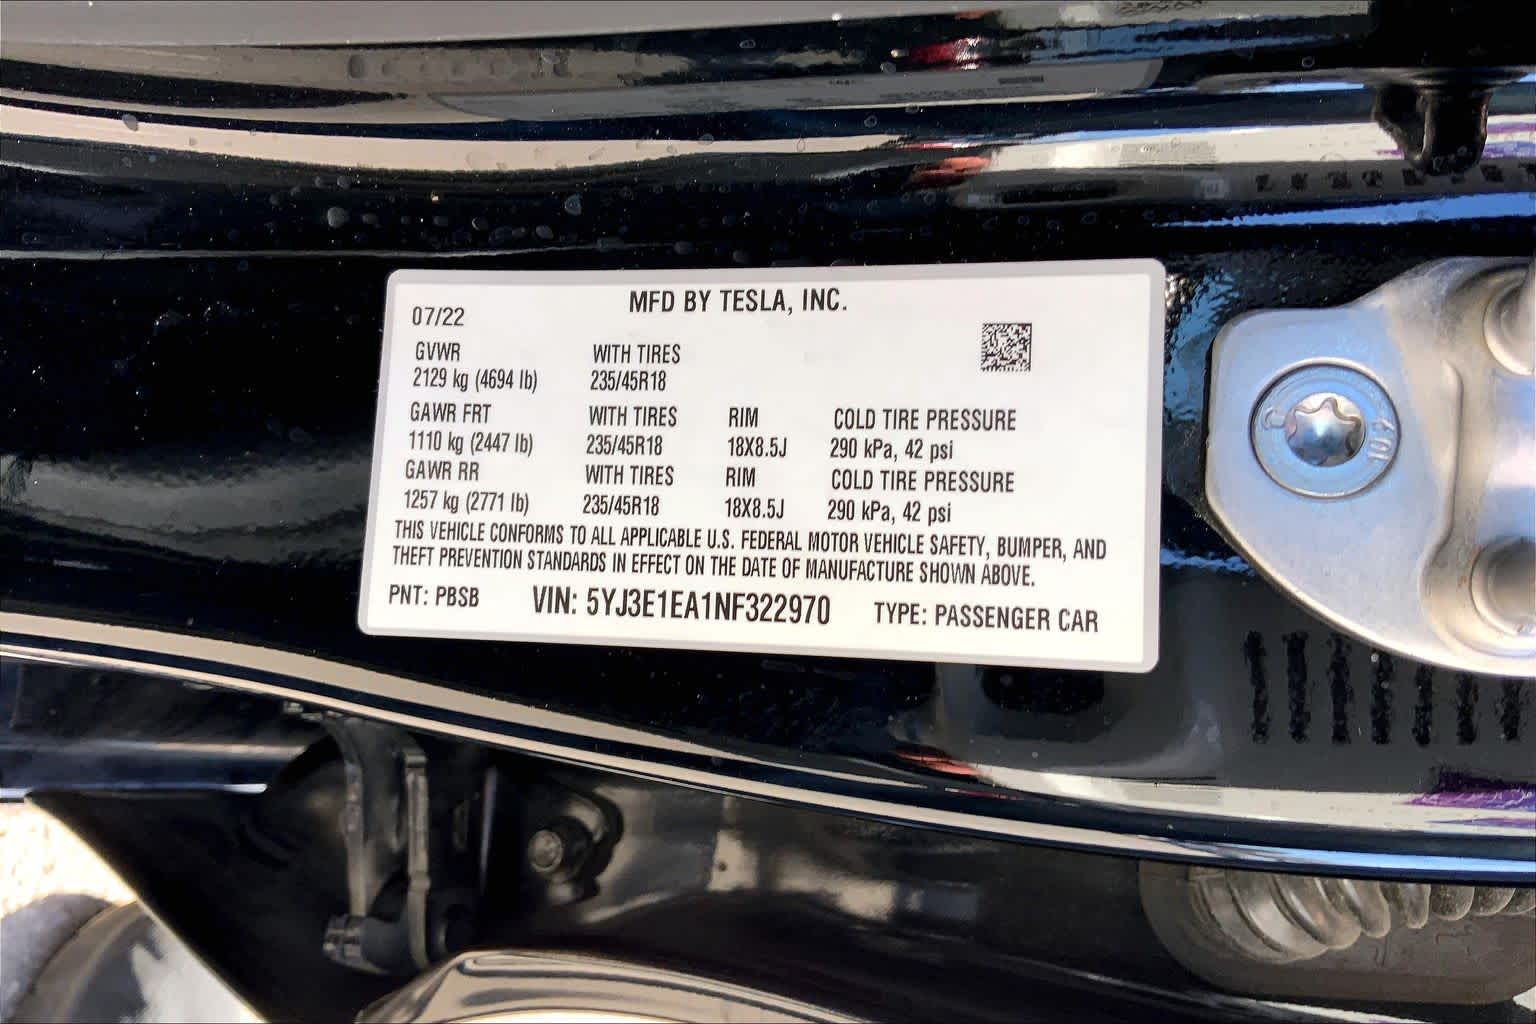 MFD BY TESLA, INC.
07/22
GVWR WITH TIRES
2129 kg (4694 lb) 235/45R18
GAWR FRT WITH TIRES RIM COLD TIRE PRESSURE
1110 kg (2447 lb) 235/45R18 18X8.5J 290 kPa, 42 psi
GAWR RR WITH TIRES RIM COLD TIRE PRESSURE
1257 kg (2771 lb) 235/45R18 18X8.5J 290 kPa, 42 psi
THIS VEHICLE CONFORMS TO ALL APPLICABLE U.S. FEDERAL MOTOR VEHICLE SAFETY, BUMPER, AND
THEFT PREVENTION STANDARDS IN EFFECT ON THE DATE OF MANUFACTURE SHOWN ABOVE.
PNT: PBSB VIN: 5YJ3E1EA1NF322970 TYPE: PASSENGER CAR